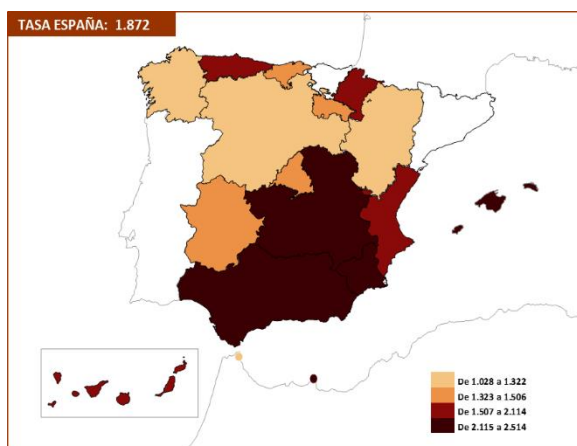 TASA ESPAÑA: 1.872
De 1.028 a 1.322
De 1.323 a 1.506
De 1.507 a 2.114
De 2.115 a 2.514